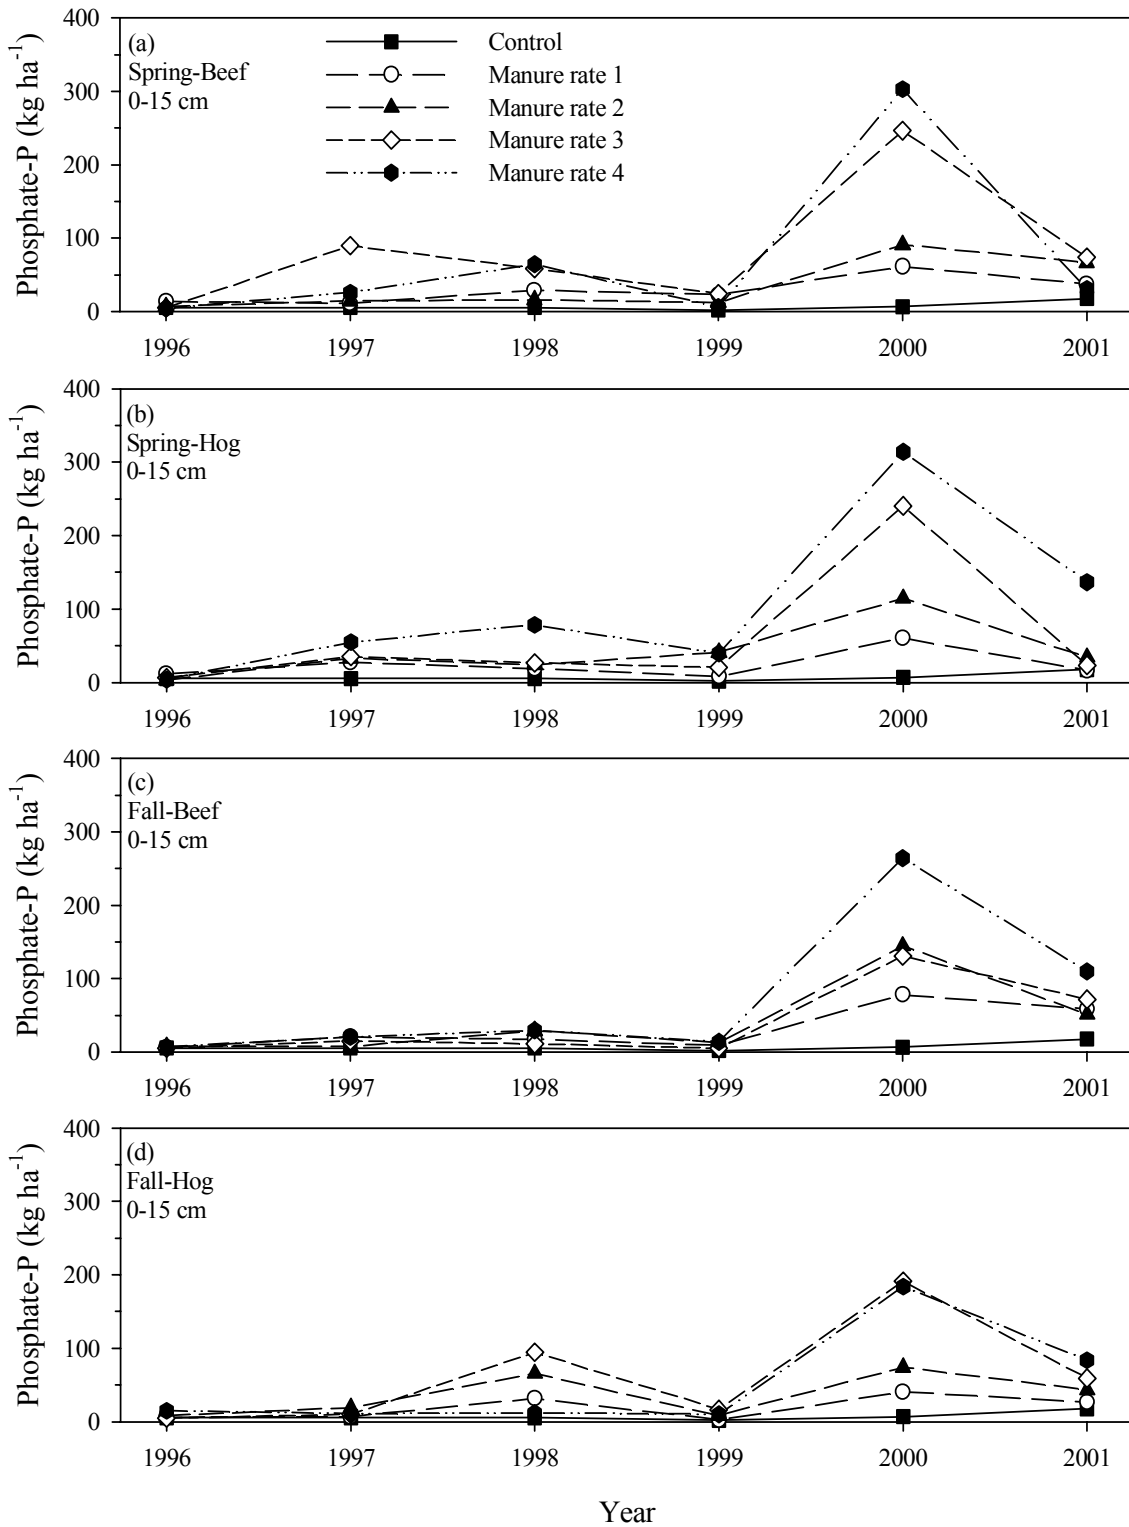 400
300
200
100
0
Phosphate-P (kg ha-1)
(a)
Spring-Beef
0-15 cm
Control
Manure rate 1
Manure rate 2
Manure rate 3
Manure rate 4
1996 1997 1998 1999 2000 2001
400
300
200
100
0
Phosphate-P (kg ha-1)
(b)
Spring-Hog
0-15 cm
1996 1997 1998 1999 2000 2001
400
300
200
100
0
Phosphate-P (kg ha-1)
(c)
Fall-Beef
0-15 cm
1996 1997 1998 1999 2000 2001
400
300
200
100
0
Phosphate-P (kg ha-1)
(d)
Fall-Hog
0-15 cm
1996 1997 1998 1999 2000 2001
Year